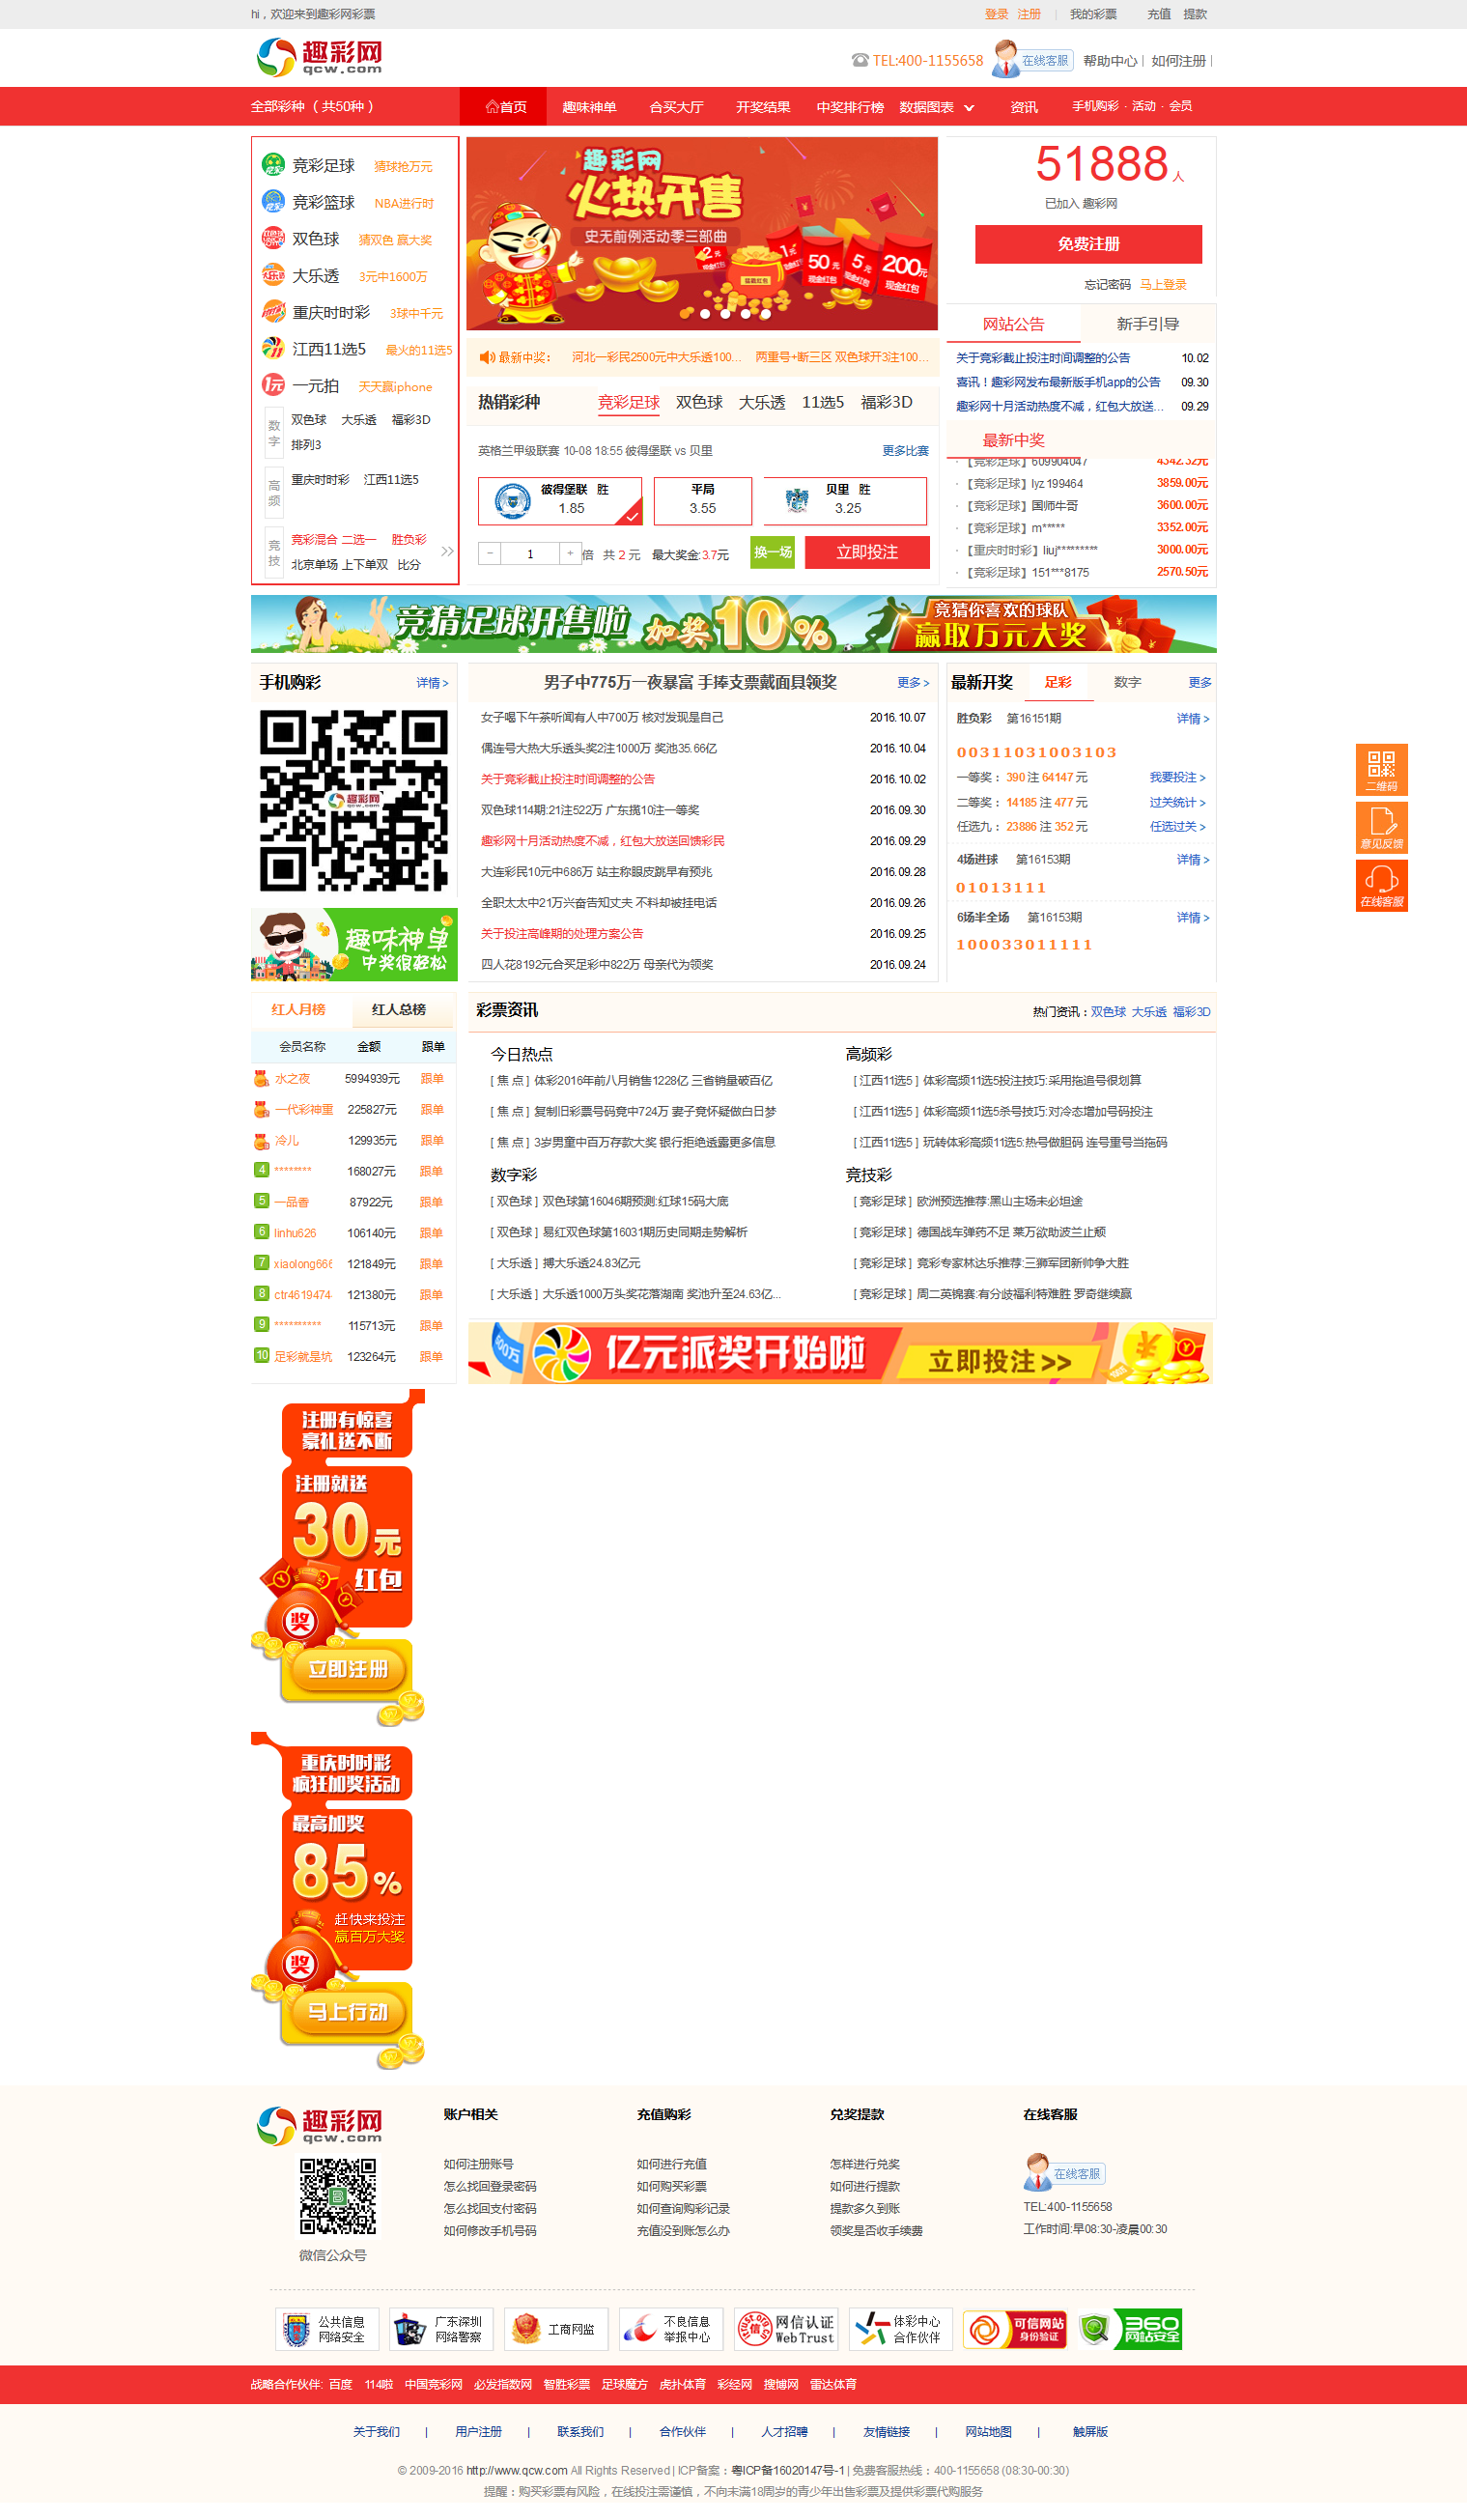 hi，欢迎来到趣彩网彩票
登录 注册 | 我的彩票 充值 提款
趣彩网
qcw.com
TEL:400-1155658 在线客服 帮助中心 | 如何注册 |
全部彩种（共50种） 首页 趣味神单 合买大厅 开奖结果 中奖排行榜 数据图表 资讯 手机购彩 · 活动 · 会员
竞彩足球 猜球抢万元
竞彩篮球 NBA进行时
双色球 猜双色 赢大奖
大乐透 3元中1600万
重庆时时彩 3球中千元
江西11选5 最火的11选5
1元 一元拍 天天赢iphone
数字 双色球 大乐透 福彩3D
排列3
高频 重庆时时彩 江西11选5
竞技 竞彩混合 二选一 胜负彩
北京单场 上下单双 比分
趣彩网
火热开售
史无前例活动季三部曲
2元 现金红包
1元
50元 现金红包
5元 现金红包
200元 现金红包
最新中奖： 河北一彩民2500元中大乐透100... 两重号+断三区 双色球开3注100...
热销彩种 竞彩足球 双色球 大乐透 11选5 福彩3D
英格兰甲级联赛 10-08 18:55 彼得堡联 vs 贝里 更多比赛
彼得堡联 胜 平局 贝里 胜
1.85 3.55 3.25
− 1 + 倍 共 2 元 最大奖金:3.7元 换一场 立即投注
51888 人
已加入 趣彩网
免费注册
忘记密码 马上登录
网站公告 新手引导
关于竞彩截止投注时间调整的公告 10.02
喜讯！趣彩网发布最新版手机app的公告 09.30
趣彩网十月活动热度不减，红包大放送... 09.29
最新中奖
·【竞彩足球】609904047 4342.32元
·【竞彩足球】lyz199464 3859.00元
·【竞彩足球】国师牛哥 3600.00元
·【竞彩足球】m***** 3352.00元
·【重庆时时彩】liuj********* 3000.00元
·【竞彩足球】151***8175 2570.50元
竞猜足球开售啦 加奖10% 竞猜你喜欢的球队
赢取万元大奖
手机购彩 详情 >
趣彩网
qcw.com
趣味神单
中奖很轻松
男子中775万一夜暴富 手捧支票戴面具领奖 更多 >
女子喝下午茶听闻有人中700万 核对发现是自己 2016.10.07
偶连号大热大乐透头奖2注1000万 奖池35.66亿 2016.10.04
关于竞彩截止投注时间调整的公告 2016.10.02
双色球114期:21注522万 广东揽10注一等奖 2016.09.30
趣彩网十月活动热度不减，红包大放送回馈彩民 2016.09.29
大连彩民10元中686万 站主称眼皮跳早有预兆 2016.09.28
全职太太中21万兴奋告知丈夫 不料却被挂电话 2016.09.26
关于投注高峰期的处理方案公告 2016.09.25
四人花8192元合买足彩中822万 母亲代为领奖 2016.09.24
最新开奖 足彩 数字 更多
胜负彩 第16151期 详情 >
00311031003103
一等奖： 390 注 64147 元 我要投注 >
二等奖： 14185 注 477 元 过关统计 >
任选九： 23886 注 352 元 任选过关 >
4场进球 第16153期 详情 >
01013111
6场半全场 第16153期 详情 >
100033011111
二维码
意见反馈
在线客服
红人月榜 红人总榜
会员名称 金额 跟单
水之夜 5994939元 跟单
一代彩神重 225827元 跟单
冷儿 129935元 跟单
4 ******** 168027元 跟单
5 一品香 87922元 跟单
6 linhu626 106140元 跟单
7 xiaolong666 121849元 跟单
8 ctr4619474 121380元 跟单
9 ********** 115713元 跟单
10 足彩就是坑 123264元 跟单
彩票资讯 热门资讯：双色球 大乐透 福彩3D
今日热点
[ 焦 点 ] 体彩2016年前八月销售1228亿 三省销量破百亿
[ 焦 点 ] 复制旧彩票号码竟中724万 妻子竟怀疑做白日梦
[ 焦 点 ] 3岁男童中百万存款大奖 银行拒绝透露更多信息
高频彩
[ 江西11选5 ] 体彩高频11选5投注技巧:采用拖追号很划算
[ 江西11选5 ] 体彩高频11选5杀号技巧:对冷态增加号码投注
[ 江西11选5 ] 玩转体彩高频11选5:热号做胆码 连号重号当拖码
数字彩
[ 双色球 ] 双色球第16046期预测:红球15码大底
[ 双色球 ] 易红双色球第16031期历史同期走势解析
[ 大乐透 ] 搏大乐透24.83亿元
[ 大乐透 ] 大乐透1000万头奖花落湖南 奖池升至24.63亿...
竞技彩
[ 竞彩足球 ] 欧洲预选推荐:黑山主场未必坦途
[ 竞彩足球 ] 德国战车弹药不足 莱万欲助波兰止颓
[ 竞彩足球 ] 竞彩专家林达乐推荐:三狮军团新帅争大胜
[ 竞彩足球 ] 周二英锦赛:有分歧福利特难胜 罗奇继续赢
500万 亿元派奖开始啦 立即投注>>
注册有惊喜
豪礼送不断
注册就送
30元
红包
奖
立即注册
重庆时时彩
疯狂加奖活动
最高加奖
85%
赶快来投注
赢百万大奖
奖
马上行动
趣彩网
qcw.com
微信公众号
账户相关
如何注册账号
怎么找回登录密码
怎么找回支付密码
如何修改手机号码
充值购彩
如何进行充值
如何购买彩票
如何查询购彩记录
充值没到账怎么办
兑奖提款
怎样进行兑奖
如何进行提款
提款多久到账
领奖是否收手续费
在线客服
在线客服
TEL:400-1155658
工作时间:早08:30-凌晨00:30
公共信息
网络安全
广东深圳
网络警察
工商网监
不良信息
举报中心
网信认证
WebTrust
体彩中心
合作伙伴
可信网站
身份验证
360
网站安全
战略合作伙伴: 百度 114啦 中国竞彩网 必发指数网 智胜彩票 足球魔方 虎扑体育 彩经网 搜博网 雷达体育
关于我们 | 用户注册 | 联系我们 | 合作伙伴 | 人才招聘 | 友情链接 | 网站地图 | 触屏版
© 2009-2016 http://www.qcw.com All Rights Reserved | ICP备案：粤ICP备16020147号-1 | 免费客服热线：400-1155658 (08:30-00:30)
提醒：购买彩票有风险，在线投注需谨慎，不向未满18周岁的青少年出售彩票及提供彩票代购服务